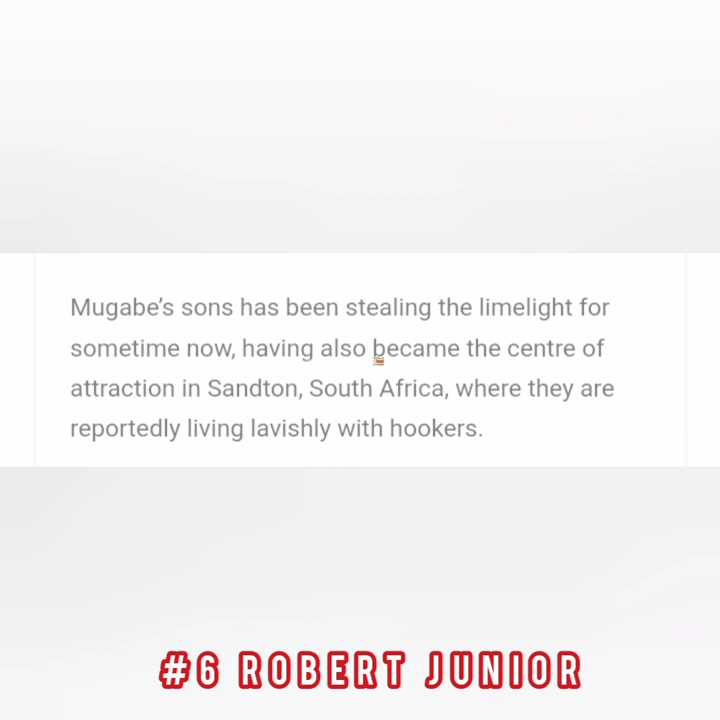 Mugabe’s sons has been stealing the limelight for
sometime now, having also became the centre of
attraction in Sandton, South Africa, where they are
reportedly living lavishly with hookers.
#6 ROBERT JUNIOR